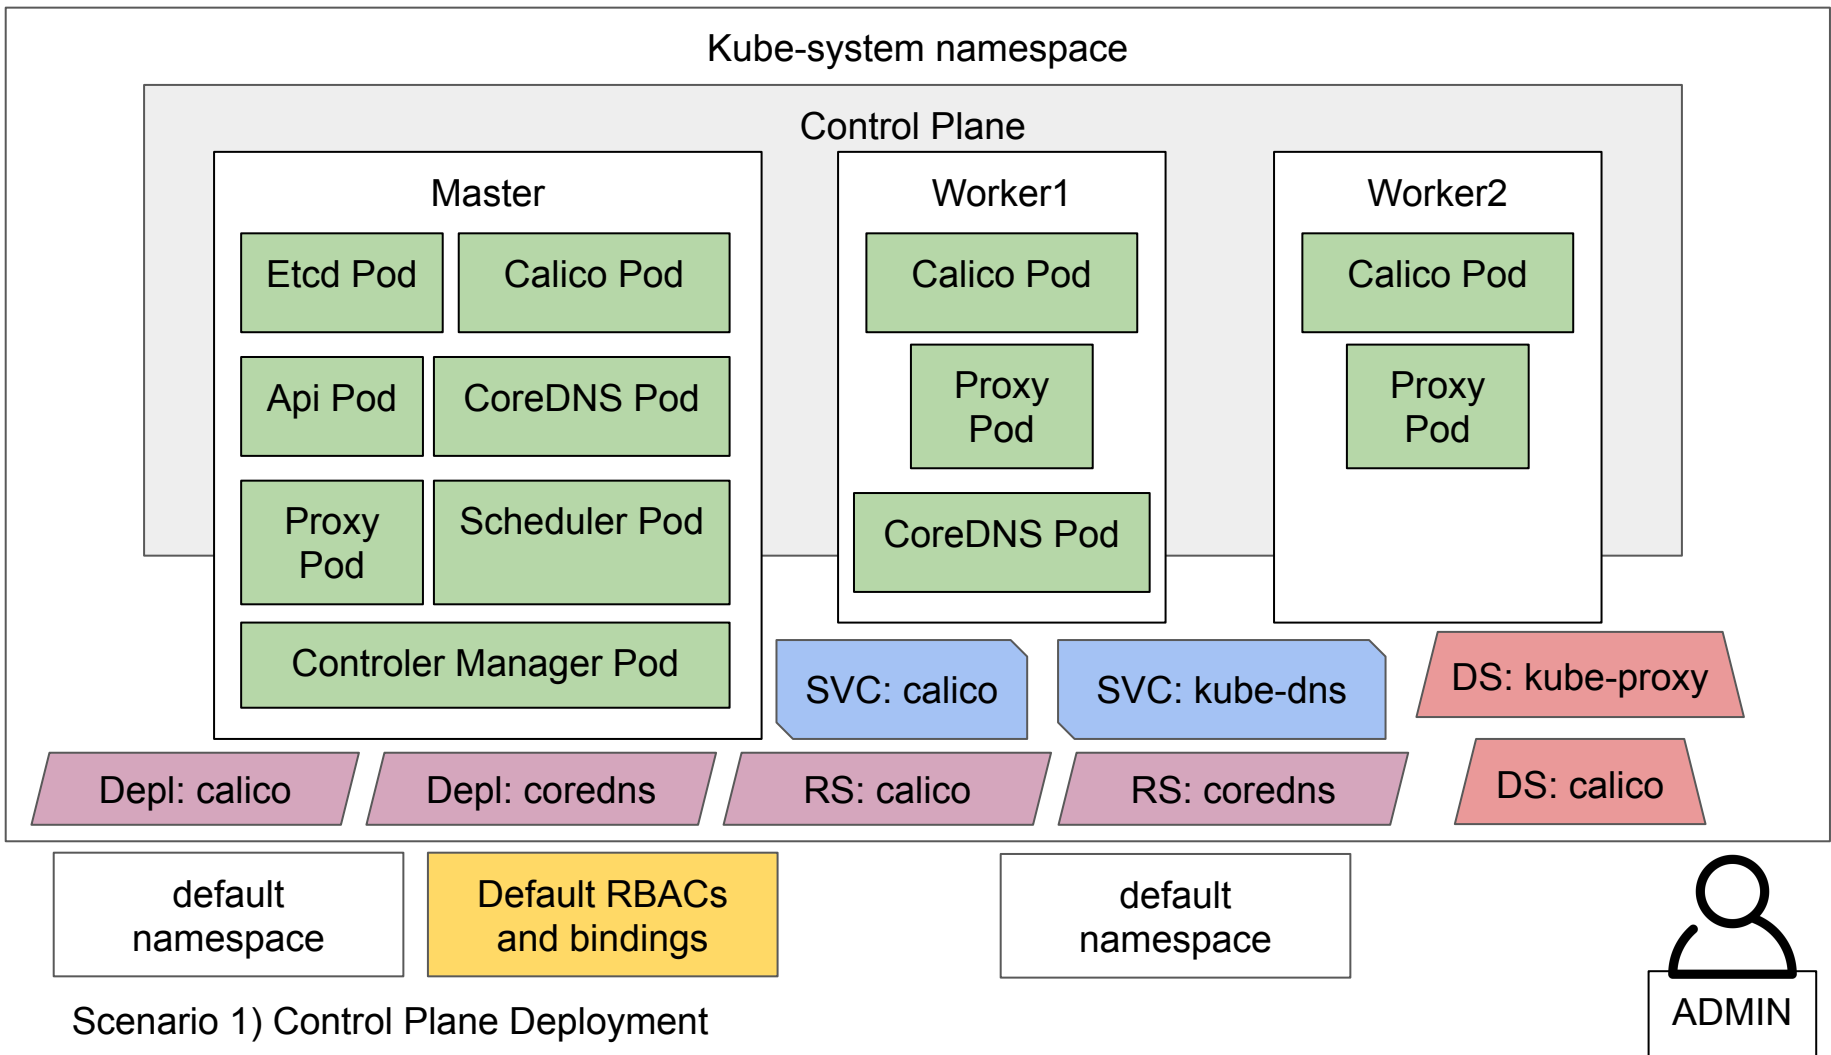 Kube-system namespace
Control Plane
Master
Etcd Pod
Calico Pod
Api Pod
CoreDNS Pod
Proxy
Pod
Scheduler Pod
Controler Manager Pod
Worker1
Calico Pod
Proxy
Pod
CoreDNS Pod
Worker2
Calico Pod
Proxy
Pod
SVC: calico
SVC: kube-dns
DS: kube-proxy
Depl: calico
Depl: coredns
RS: calico
RS: coredns
DS: calico
default
namespace
Default RBACs
and bindings
default
namespace
ADMIN
Scenario 1) Control Plane Deployment